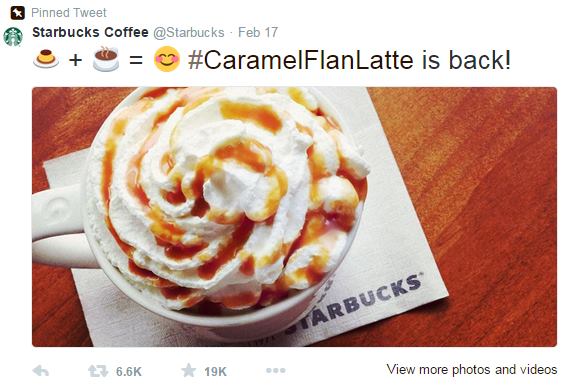 Pinned Tweet
Starbucks Coffee @Starbucks · Feb 17
🍮 + ☕ = 😊 #CaramelFlanLatte is back!
STARBUCKS
6.6K 19K View more photos and videos